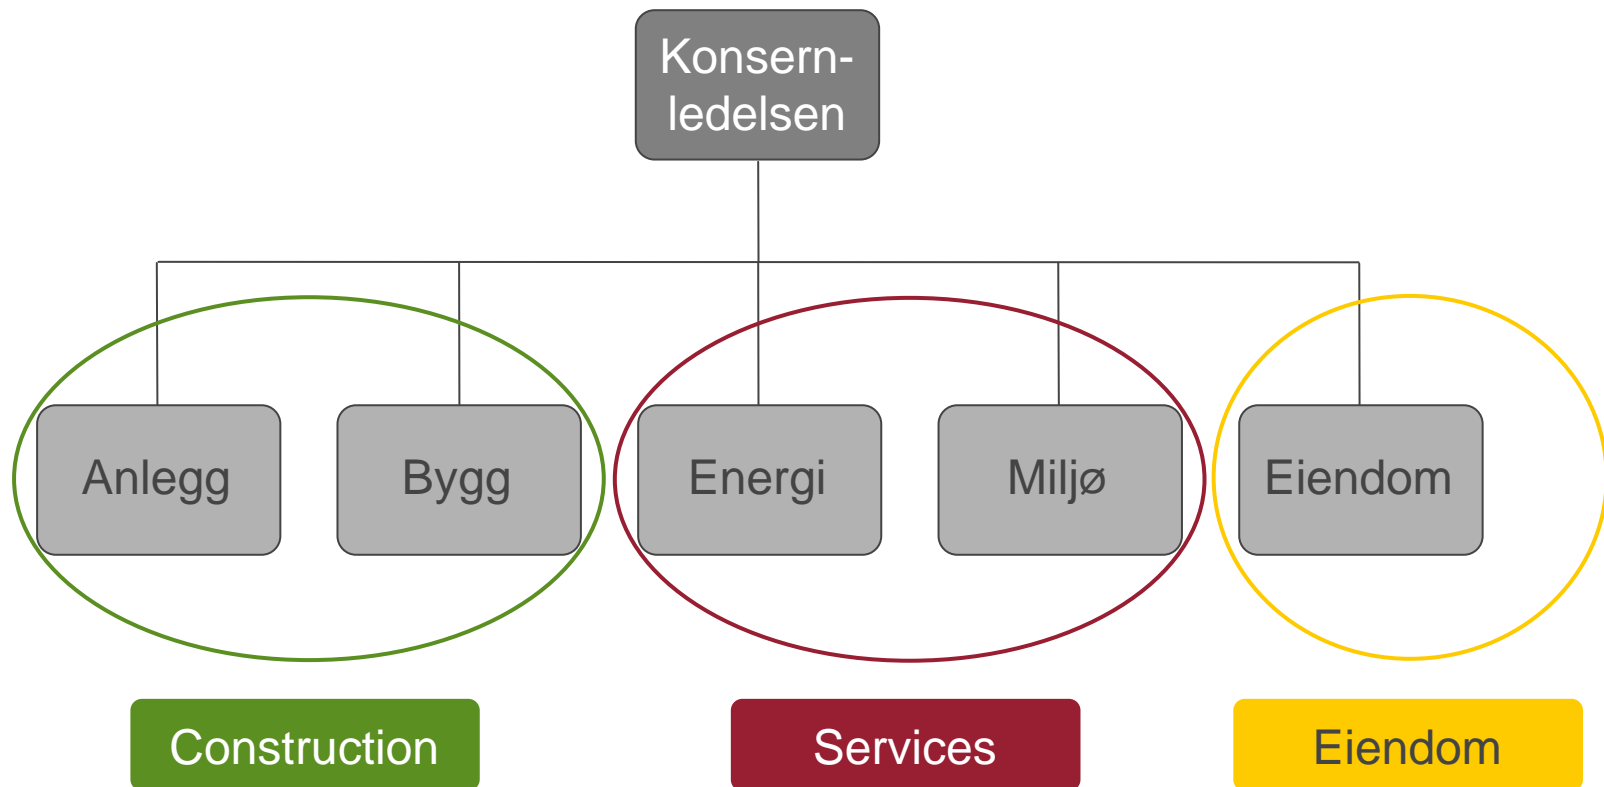 Konsern-
ledelsen
Anlegg
Bygg
Energi
Miljø
Eiendom
Construction
Services
Eiendom